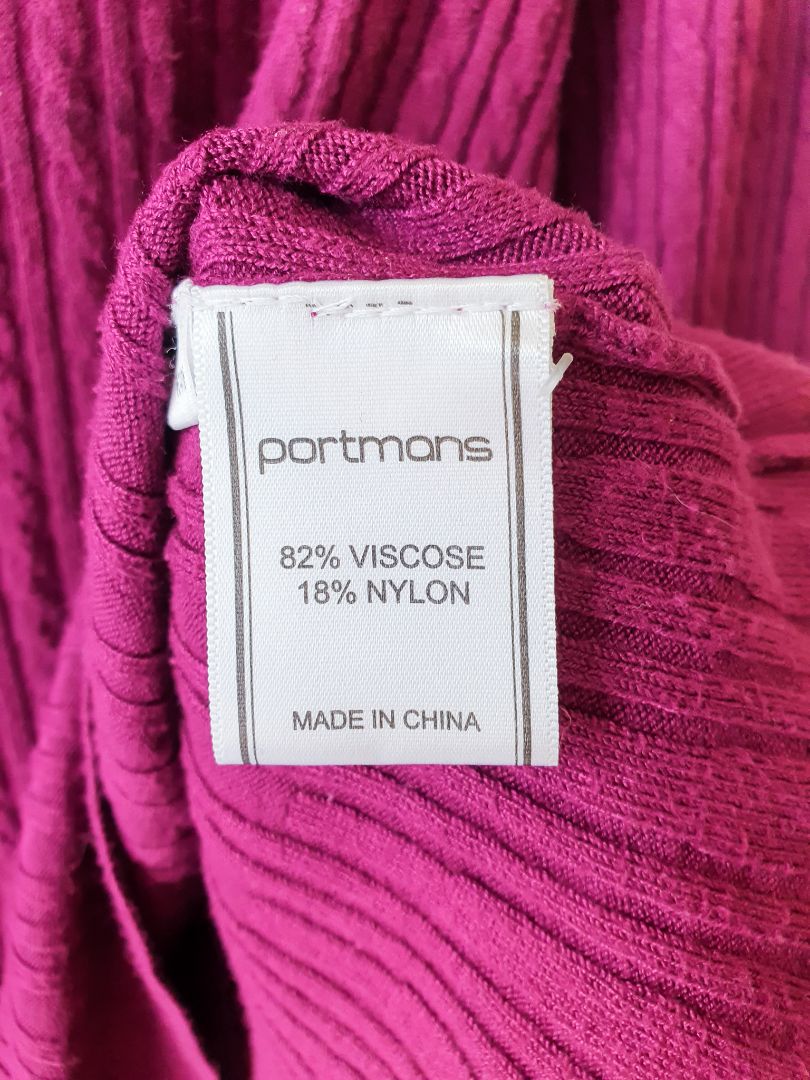 portmans
82% VISCOSE
18% NYLON
MADE IN CHINA